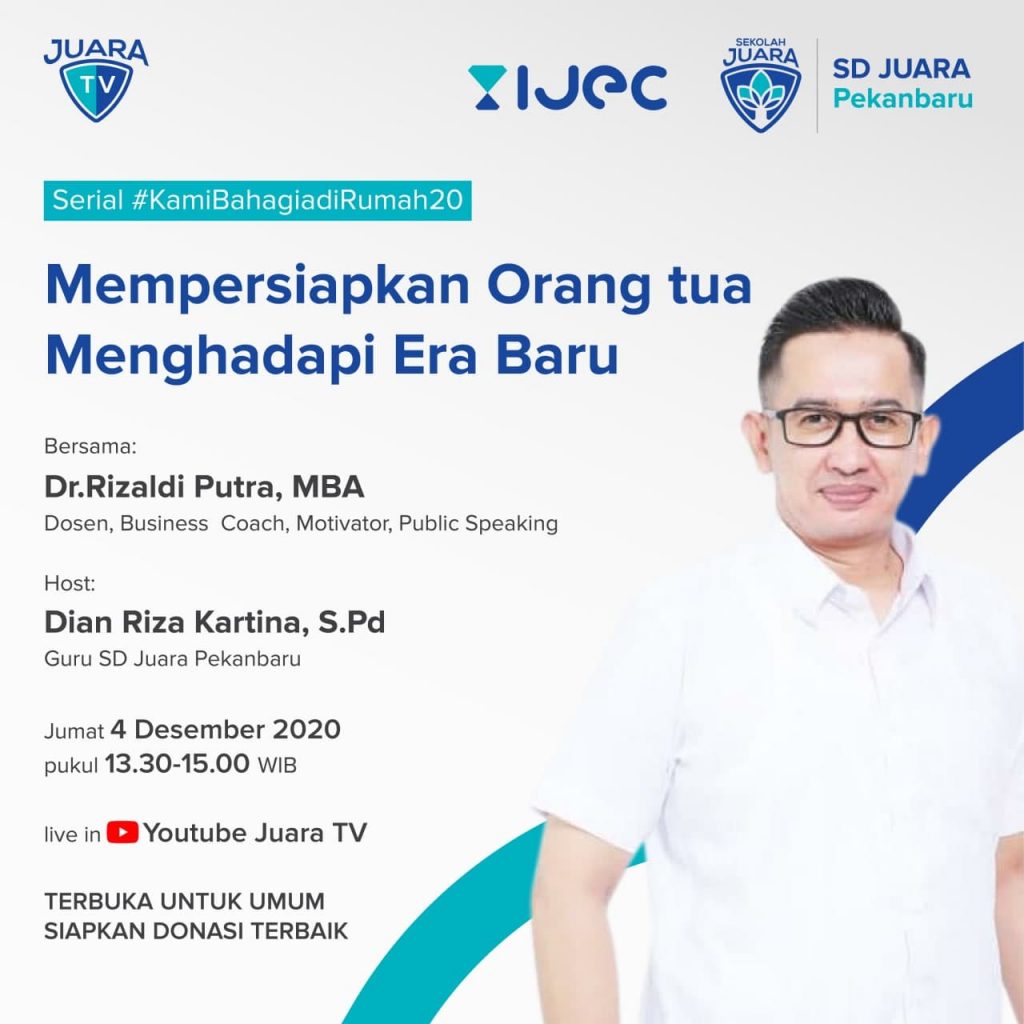 JUARA
TV
IJEC
SEKOLAH
JUARA
SD JUARA
Pekanbaru
Serial #KamiBahagiadiRumah20
Mempersiapkan Orang tua
Menghadapi Era Baru
Bersama:
Dr.Rizaldi Putra, MBA
Dosen, Business Coach, Motivator, Public Speaking
Host:
Dian Riza Kartina, S.Pd
Guru SD Juara Pekanbaru
Jumat 4 Desember 2020
pukul 13.30-15.00 WIB
live in Youtube Juara TV
TERBUKA UNTUK UMUM
SIAPKAN DONASI TERBAIK